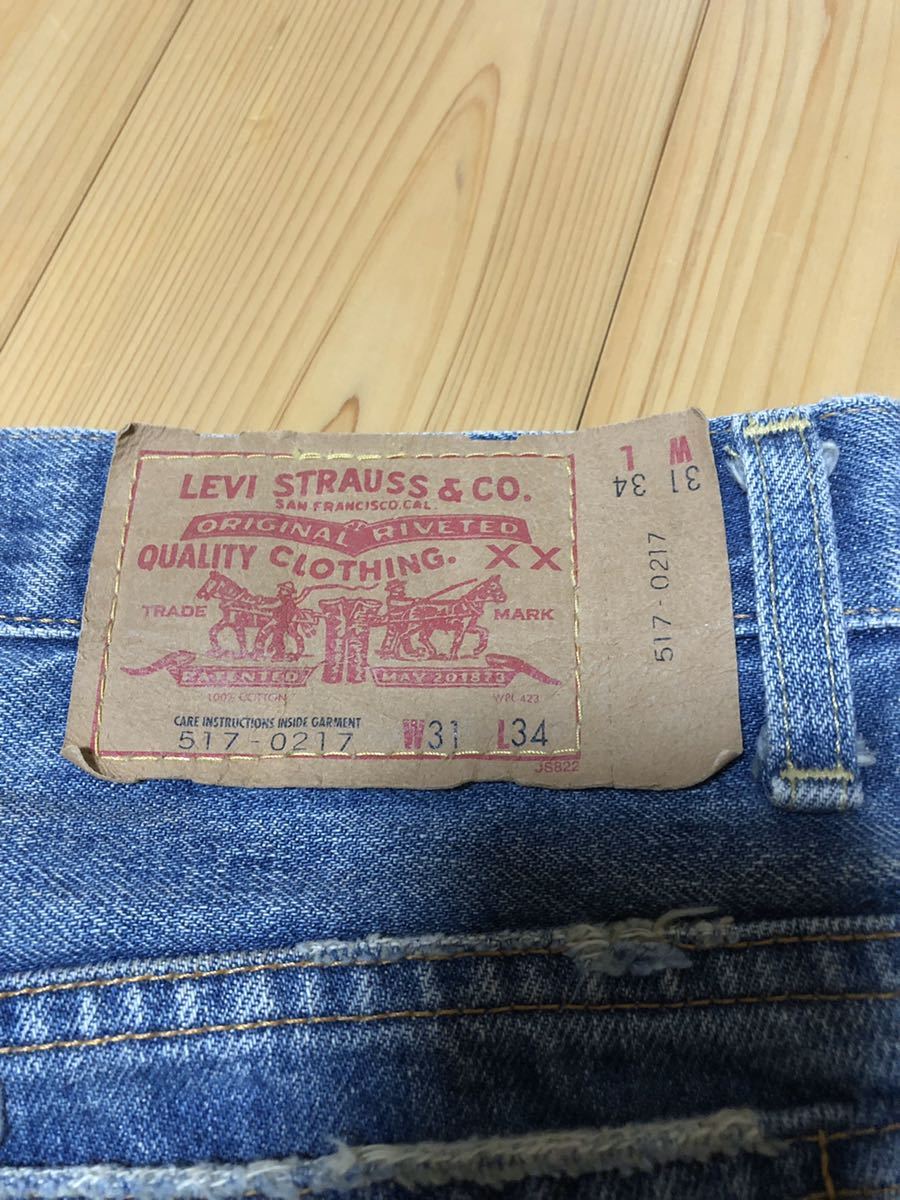 LEVI STRAUSS & CO.
SAN FRANCISCO, CAL.
ORIGINAL RIVETED
QUALITY CLOTHING. XX
TRADE MARK
PATENTED MAY 20 1873
100% COTTON WPL 423
CARE INSTRUCTIONS INSIDE GARMENT
517-0217 W31 L34
JS822
W L
31 34
517-0217